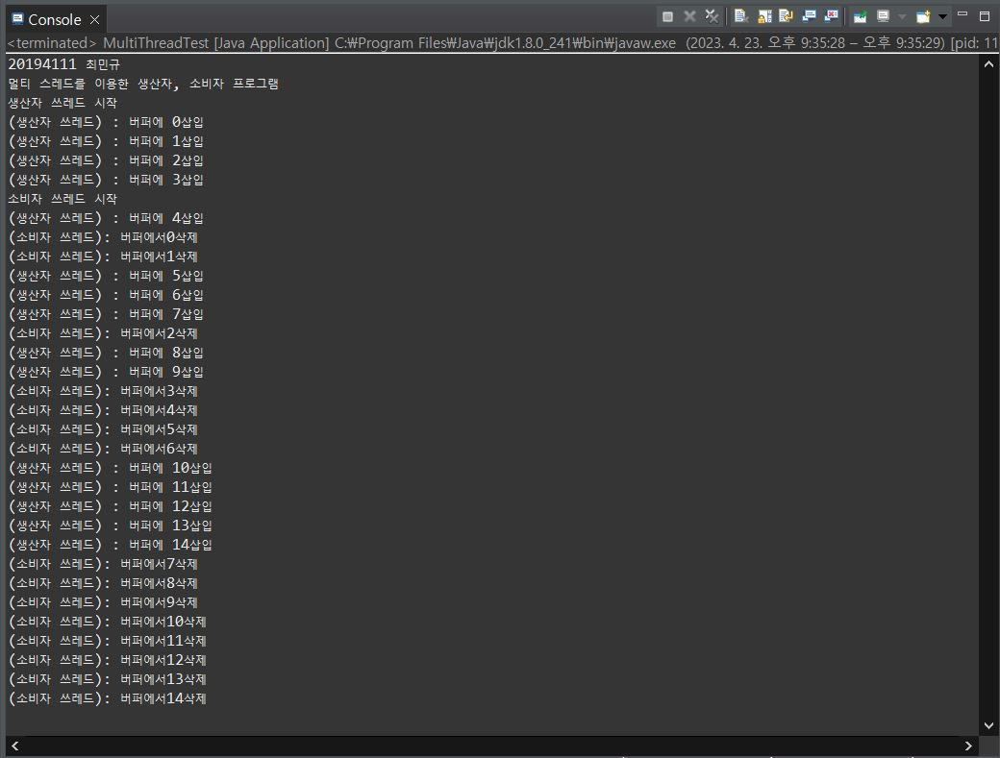 Console
<terminated> MultiThreadTest [Java Application] C:₩Program Files₩Java₩jdk1.8.0_241₩bin₩javaw.exe (2023. 4. 23. 오후 9:35:28 – 오후 9:35:29) [pid: 11
20194111 최민규
멀티 스레드를 이용한 생산자, 소비자 프로그램
생산자 쓰레드 시작
(생산자 쓰레드) : 버퍼에 0삽입
(생산자 쓰레드) : 버퍼에 1삽입
(생산자 쓰레드) : 버퍼에 2삽입
(생산자 쓰레드) : 버퍼에 3삽입
소비자 쓰레드 시작
(생산자 쓰레드) : 버퍼에 4삽입
(소비자 쓰레드): 버퍼에서0삭제
(소비자 쓰레드): 버퍼에서1삭제
(생산자 쓰레드) : 버퍼에 5삽입
(생산자 쓰레드) : 버퍼에 6삽입
(생산자 쓰레드) : 버퍼에 7삽입
(소비자 쓰레드): 버퍼에서2삭제
(생산자 쓰레드) : 버퍼에 8삽입
(생산자 쓰레드) : 버퍼에 9삽입
(소비자 쓰레드): 버퍼에서3삭제
(소비자 쓰레드): 버퍼에서4삭제
(소비자 쓰레드): 버퍼에서5삭제
(소비자 쓰레드): 버퍼에서6삭제
(생산자 쓰레드) : 버퍼에 10삽입
(생산자 쓰레드) : 버퍼에 11삽입
(생산자 쓰레드) : 버퍼에 12삽입
(생산자 쓰레드) : 버퍼에 13삽입
(생산자 쓰레드) : 버퍼에 14삽입
(소비자 쓰레드): 버퍼에서7삭제
(소비자 쓰레드): 버퍼에서8삭제
(소비자 쓰레드): 버퍼에서9삭제
(소비자 쓰레드): 버퍼에서10삭제
(소비자 쓰레드): 버퍼에서11삭제
(소비자 쓰레드): 버퍼에서12삭제
(소비자 쓰레드): 버퍼에서13삭제
(소비자 쓰레드): 버퍼에서14삭제